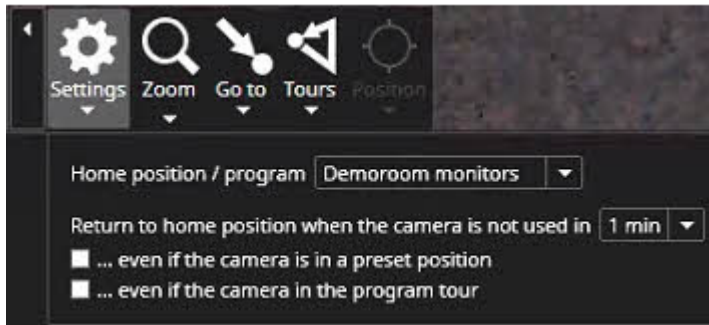 Settings Zoom Go to Tours Position
Home position / program Demoroom monitors
Return to home position when the camera is not used in 1 min
... even if the camera is in a preset position
... even if the camera in the program tour